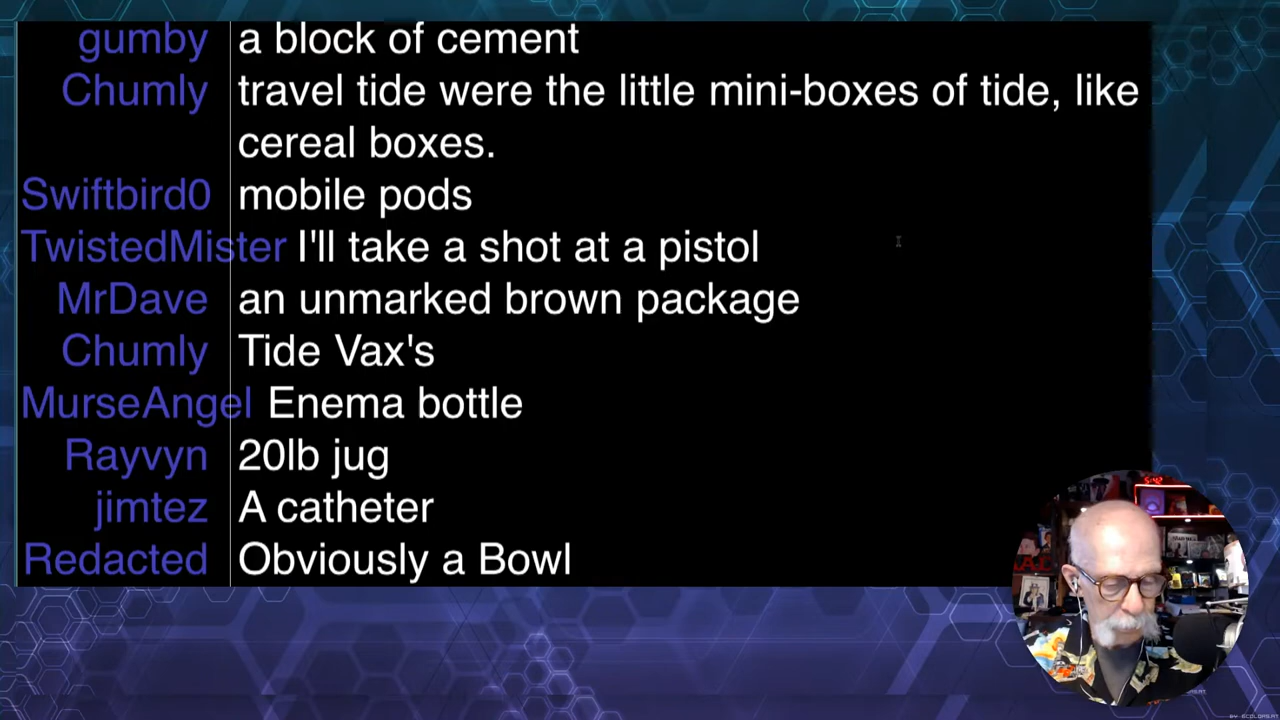 gumby a block of cement
Chumly travel tide were the little mini-boxes of tide, like
cereal boxes.
Swiftbird0 mobile pods
TwistedMister I'll take a shot at a pistol
MrDave an unmarked brown package
Chumly Tide Vax's
MurseAngel Enema bottle
Rayvyn 20lb jug
jimtez A catheter
Redacted Obviously a Bowl